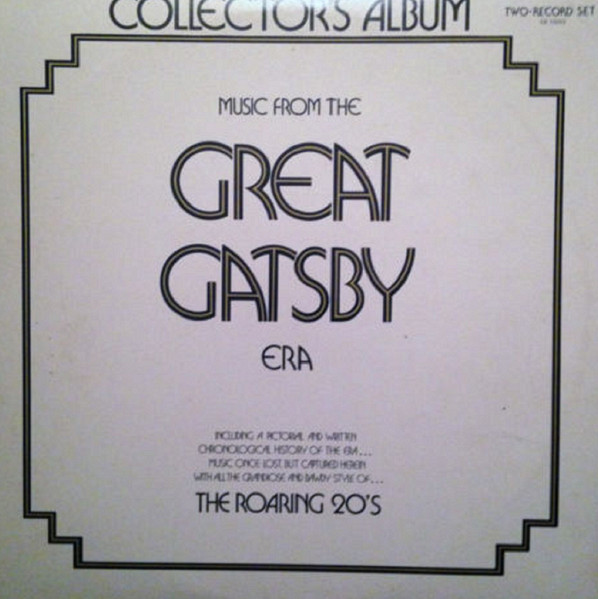 COLLECTOR'S ALBUM
TWO-RECORD SET
MUSIC FROM THE
GREAT
GATSBY
ERA
INCLUDING A PICTORIAL AND WRITTEN
CHRONOLOGICAL HISTORY OF THE ERA...
MUSIC ONCE LOST, BUT CAPTURED HEREIN
WITH ALL THE GRANDIOSE AND BAWDY STYLE OF...
THE ROARING 20'S